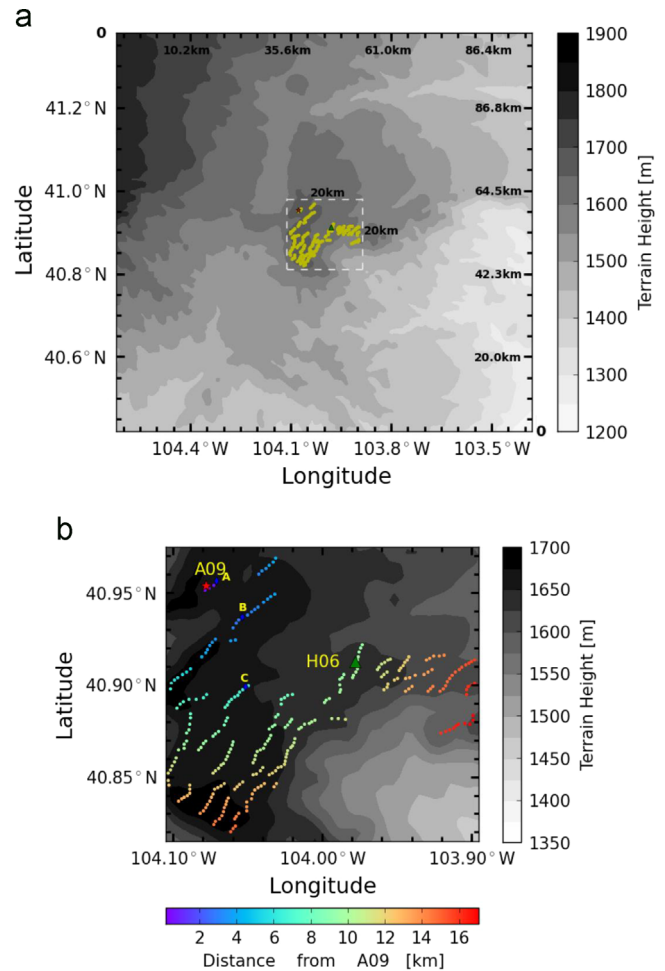 a
0 10.2km 35.6km 61.0km 86.4km
1900
1800
1700
1600
1500
1400
1300
1200
Terrain Height [m]
41.2°N
41.0°N
40.8°N
40.6°N
Latitude
86.8km
64.5km
42.3km
20.0km
0
20km
20km
104.4°W 104.1°W 103.8°W 103.5°W
Longitude
b
A09
A
B
C
H06
40.95°N
40.90°N
40.85°N
Latitude
1700
1650
1600
1550
1500
1450
1400
1350
Terrain Height [m]
104.10°W 104.00°W 103.90°W
Longitude
2 4 6 8 10 12 14 16
Distance from A09 [km]